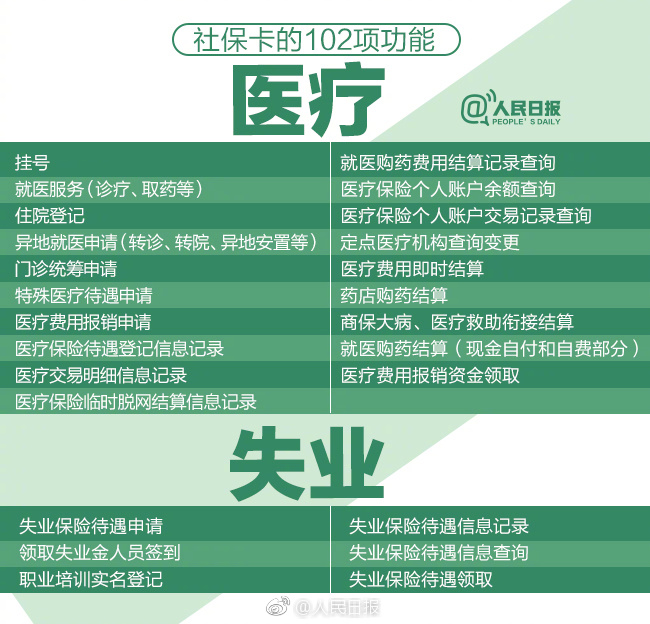 社保卡的102项功能
医疗
@人民日报
PEOPLE'S DAILY
挂号
就医购药费用结算记录查询
就医服务（诊疗、取药等）
医疗保险个人账户余额查询
住院登记
医疗保险个人账户交易记录查询
异地就医申请（转诊、转院、异地安置等）
定点医疗机构查询变更
门诊统筹申请
医疗费用即时结算
特殊医疗待遇申请
药店购药结算
医疗费用报销申请
商保大病、医疗救助衔接结算
医疗保险待遇登记信息记录
就医购药结算（现金自付和自费部分）
医疗交易明细信息记录
医疗费用报销资金领取
医疗保险临时脱网结算信息记录
失业
失业保险待遇申请
失业保险待遇信息记录
领取失业金人员签到
失业保险待遇信息查询
职业培训实名登记
失业保险待遇领取
@人民日报